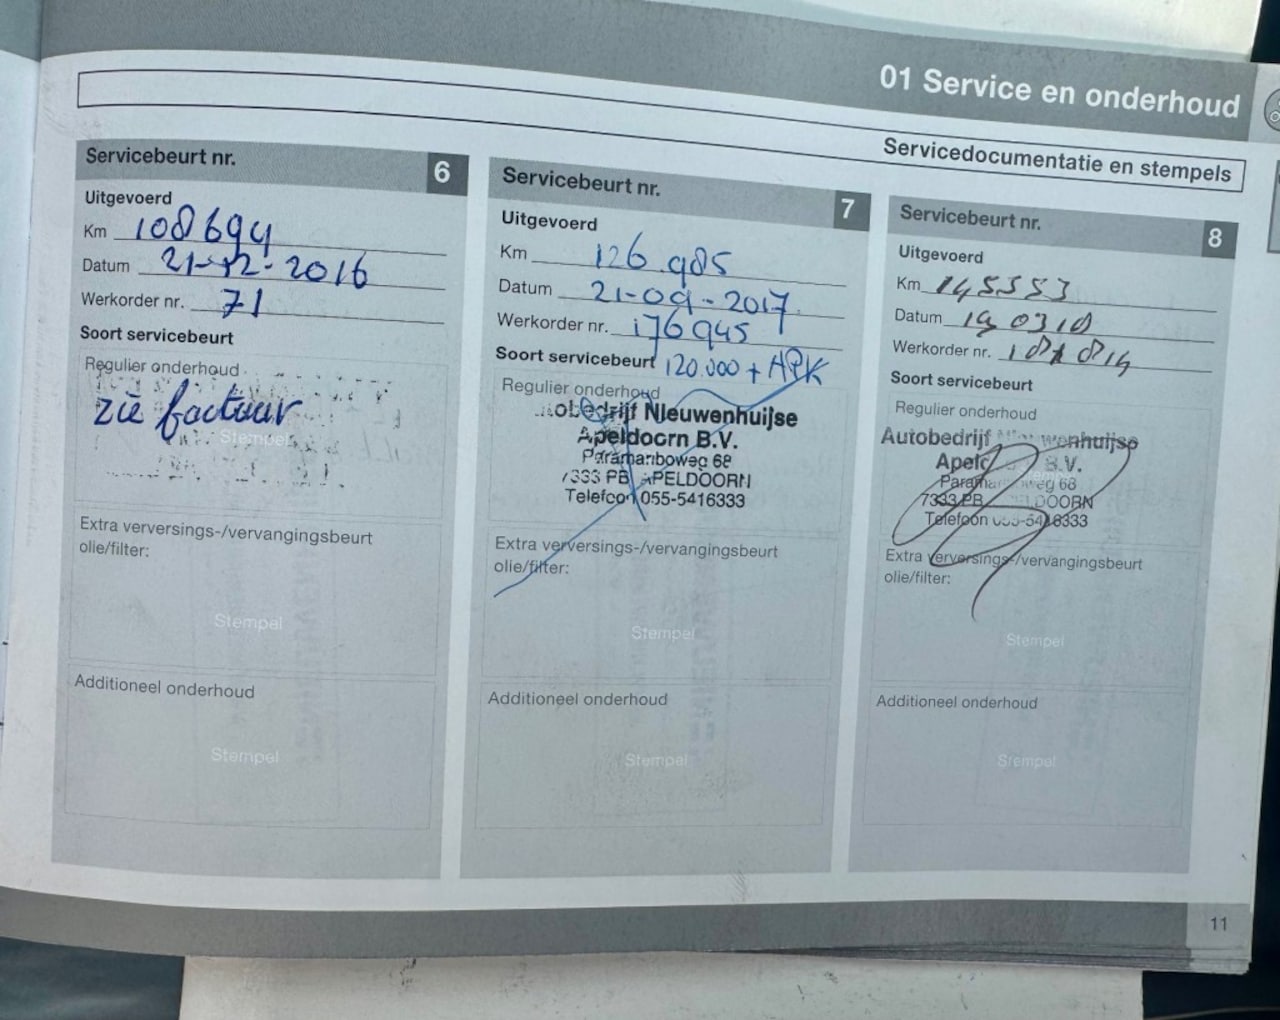 01 Service en onderhoud
Servicedocumentatie en stempels
Servicebeurt nr. 6
Uitgevoerd
Km 108694
Datum 21-12-2016
Werkorder nr. 71
Soort servicebeurt
Regulier onderhoud
zie factuur
Stempel
Extra verversings-/vervangingsbeurt
olie/filter:
Stempel
Additioneel onderhoud
Stempel
Servicebeurt nr. 7
Uitgevoerd
Km 126.985
Datum 21-09-2017
Werkorder nr. 176945
Soort servicebeurt 120.000 + APK
Regulier onderhoud
Nieuwenhuijse
Apeldoorn B.V.
Paramariboweg 68
7333 PB APELDOORN
Telefoon 055-5416333
Extra verversings-/vervangingsbeurt
olie/filter:
Stempel
Additioneel onderhoud
Stempel
Servicebeurt nr. 8
Uitgevoerd
Km 145353
Datum
Werkorder nr.
Soort servicebeurt
Regulier onderhoud
Autobedrijf
B.V.
68
7333 PB
Telefoon
Extra verversings-/vervangingsbeurt
olie/filter:
Stempel
Additioneel onderhoud
Stempel
11